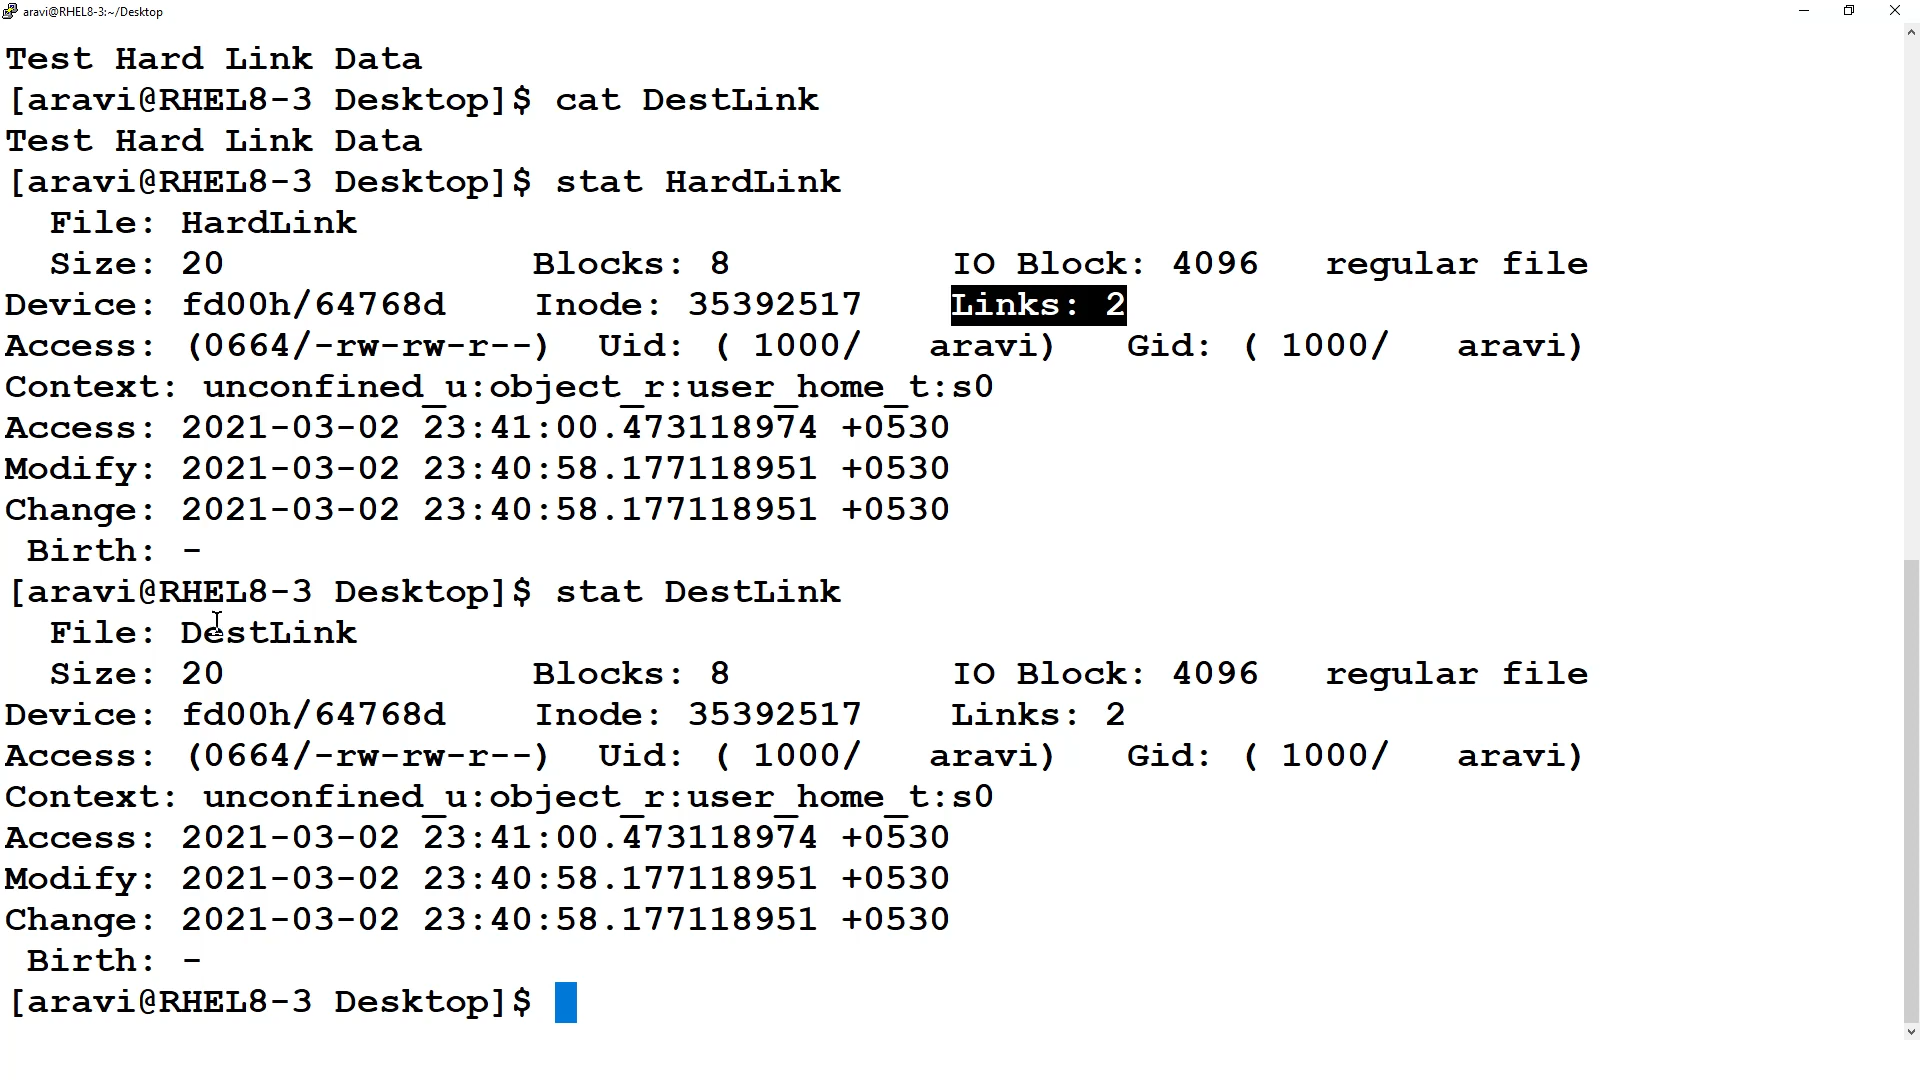 aravi@RHEL8-3:~/Desktop
Test Hard Link Data
[aravi@RHEL8-3 Desktop]$ cat DestLink
Test Hard Link Data
[aravi@RHEL8-3 Desktop]$ stat HardLink
  File: HardLink
  Size: 20              Blocks: 8          IO Block: 4096   regular file
Device: fd00h/64768d    Inode: 35392517    Links: 2
Access: (0664/-rw-rw-r--)  Uid: ( 1000/   aravi)   Gid: ( 1000/   aravi)
Context: unconfined_u:object_r:user_home_t:s0
Access: 2021-03-02 23:41:00.473118974 +0530
Modify: 2021-03-02 23:40:58.177118951 +0530
Change: 2021-03-02 23:40:58.177118951 +0530
 Birth: -
[aravi@RHEL8-3 Desktop]$ stat DestLink
  File: DestLink
  Size: 20              Blocks: 8          IO Block: 4096   regular file
Device: fd00h/64768d    Inode: 35392517    Links: 2
Access: (0664/-rw-rw-r--)  Uid: ( 1000/   aravi)   Gid: ( 1000/   aravi)
Context: unconfined_u:object_r:user_home_t:s0
Access: 2021-03-02 23:41:00.473118974 +0530
Modify: 2021-03-02 23:40:58.177118951 +0530
Change: 2021-03-02 23:40:58.177118951 +0530
 Birth: -
[aravi@RHEL8-3 Desktop]$